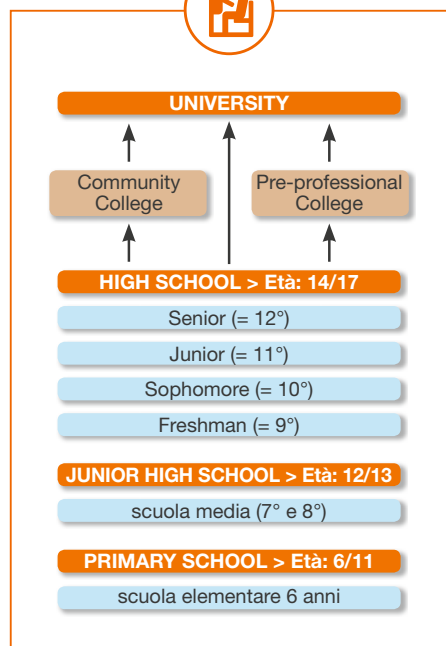 UNIVERSITY
Community
College
Pre-professional
College
HIGH SCHOOL > Età: 14/17
Senior (= 12°)
Junior (= 11°)
Sophomore (= 10°)
Freshman (= 9°)
JUNIOR HIGH SCHOOL > Età: 12/13
scuola media (7° e 8°)
PRIMARY SCHOOL > Età: 6/11
scuola elementare 6 anni